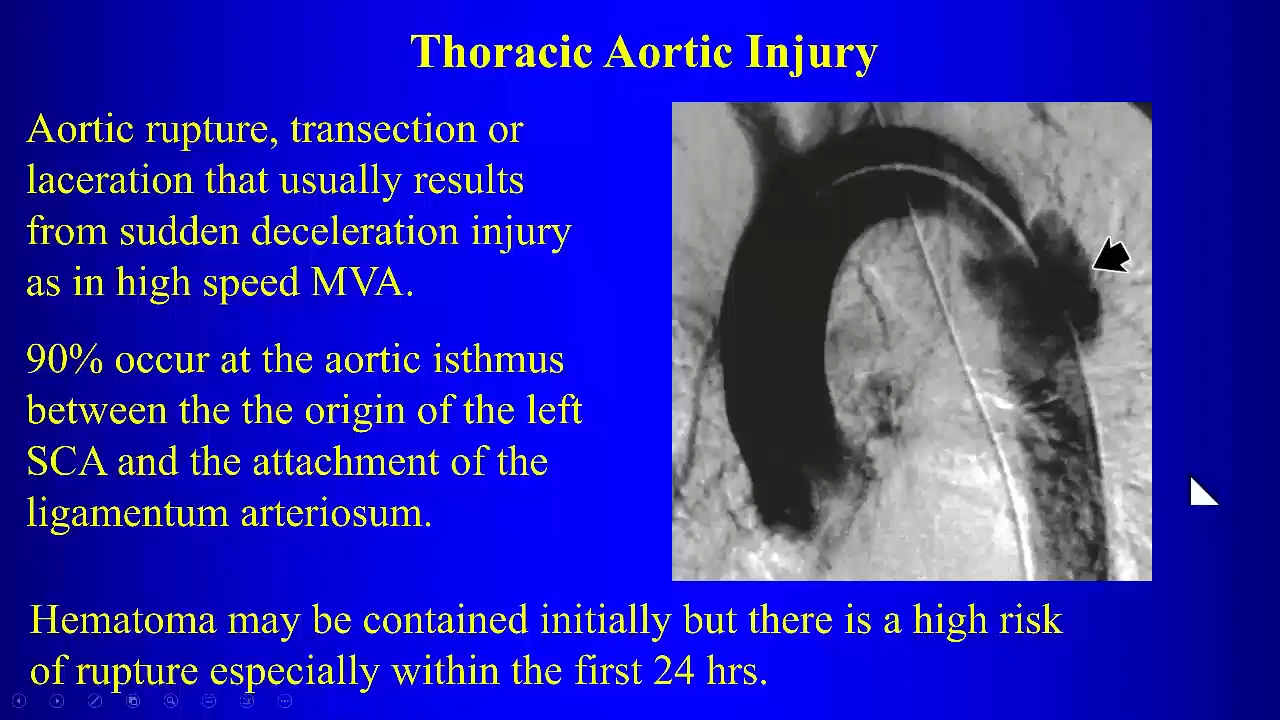 Thoracic Aortic Injury
Aortic rupture, transection or
laceration that usually results
from sudden deceleration injury
as in high speed MVA.
90% occur at the aortic isthmus
between the the origin of the left
SCA and the attachment of the
ligamentum arteriosum.
Hematoma may be contained initially but there is a high risk
of rupture especially within the first 24 hrs.